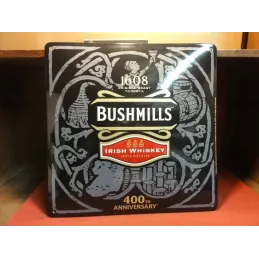 1608
BUSHMILLS®
IRISH WHISKEY
400TH
ANNIVERSARY